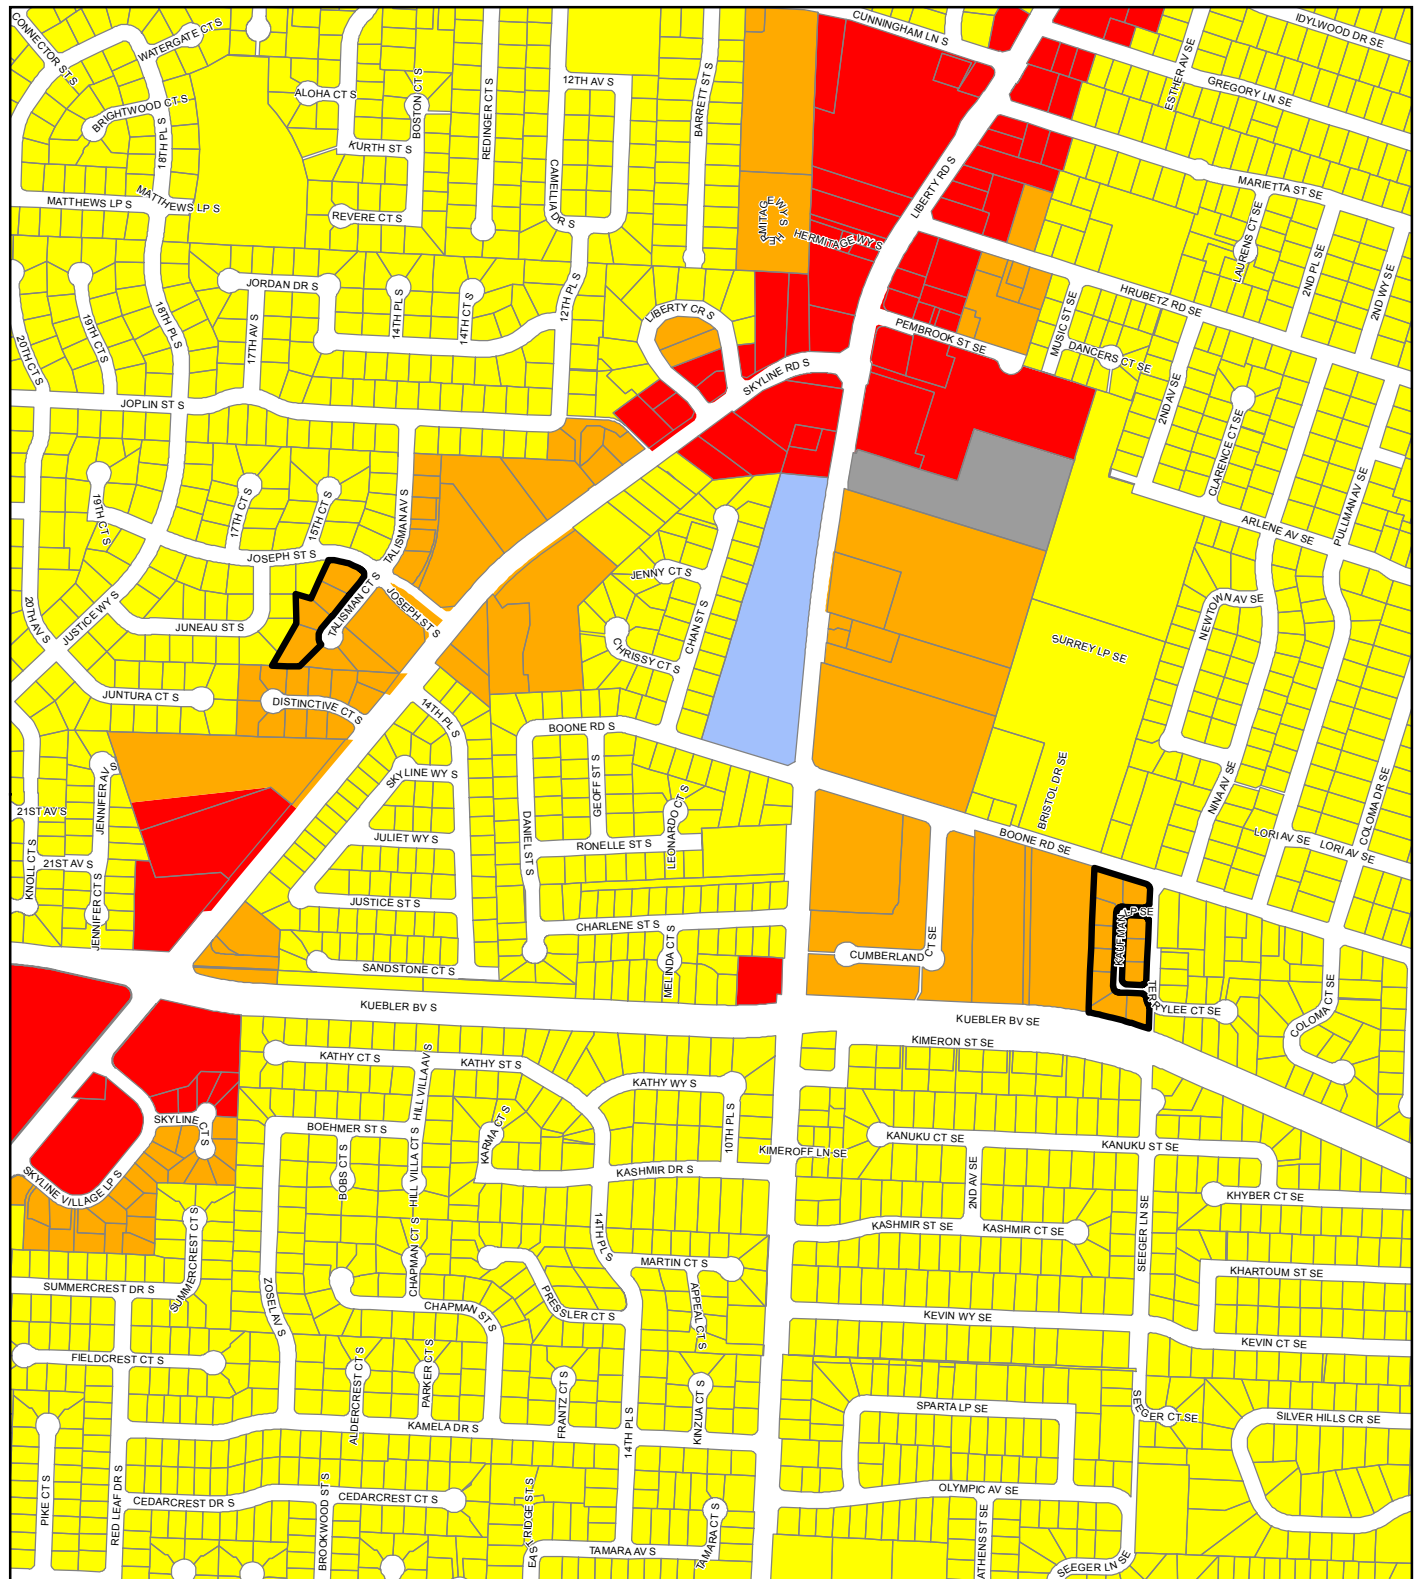 CONNECTOR ST S
WATERGATE CT S
CUNNINGHAM LN S
IDYLWOOD DR SE
ALOHA CT S
BOSTON CT S
REDINGER CT S
12TH AV S
BARRETT ST S
ESTHER AV SE
GREGORY LN SE
BRIGHTWOOD CT S
18TH PL S
KURTH ST S
CAMELLIA DR S
LIBERTY RD S
MARIETTA ST SE
MATTHEWS LP S
MATTHEWS LP S
REVERE CT S
HERMITAGE WY S
HERMITAGE WY S
LAURENS CT SE
2ND PL SE
2ND WY SE
JORDAN DR S
14TH PL S
14TH CT S
12TH PL S
LIBERTY CR S
HRUBETZ RD SE
20TH CT S
19TH CT S
18TH PL S
17TH AV S
PEMBROOK ST SE
MUSIC ST SE
DANCERS CT SE
SKYLINE RD S
2ND AV SE
JOPLIN ST S
CLARENCE CT SE
19TH CT S
17TH CT S
15TH CT S
TALISMAN AV S
PULLMAN AV SE
ARLENE AV SE
JOSEPH ST S
TALISMAN CT S
JOSEPH ST S
JENNY CT S
CHAN ST S
NEWTON AV SE
20TH AV S
JUSTICE WY S
JUNEAU ST S
CHRISSY CT S
SURREY LP SE
JUNTURA CT S
DISTINCTIVE CT S
14TH PL S
BOONE RD S
SKYLINE WY S
GEOFF ST S
LEONARDO CT S
BRISTOL DR SE
NINA AV SE
COLOMA DR SE
21ST AV S
JENNIFER AV S
JULIET WY S
DANIEL ST S
RONELLE ST S
BOONE RD SE
LORI AV SE
LORI AV SE
KNOLL CT S
21ST AV S
JENNIFER CT S
JUSTICE ST S
CHARLENE ST S
KAUFMAN LP SE
SANDSTONE CT S
MELINDA CT S
CUMBERLAND CT SE
TERRYLEE CT SE
COLOMA CT SE
KUEBLER BV S
KUEBLER BV SE
KIMERON ST SE
KATHY CT S
KATHY ST S
HILL VILLA AV S
KATHY WY S
10TH PL S
SKYLINE CT S
BOEHMER ST S
KARMA CT S
KIMEROFF LN SE
KANUKU CT SE
KANUKU ST SE
SKYLINE VILLAGE LP S
BOBS CT S
HILL VILLA CT S
KASHMIR DR S
2ND AV SE
KHYBER CT SE
SUMMERCREST CT S
CHAPMAN CT S
14TH PL S
KASHMIR ST SE
KASHMIR CT SE
SEEGER LN SE
SUMMERCREST DR S
ZOSEL AV S
CHAPMAN ST S
PRESSLER CT S
MARTIN CT S
APPEAL CT S
KHARTOUM ST SE
KEVIN WY SE
KEVIN CT SE
FIELDCREST CT S
ALDERCREST CT S
PARKER CT S
FRANTZ CT S
KINZUA CT S
SEEGER CT SE
SPARTA LP SE
SILVER HILLS CR SE
KAMELA DR S
14TH PL S
PIKE CT S
RED LEAF DR S
CEDARCREST DR S
BROOKWOOD ST S
CEDARCREST CT S
EAST RIDGE ST S
TAMARA CT S
OLYMPIC AV SE
TAMARA AV S
ATHENS ST SE
SEEGER LN SE